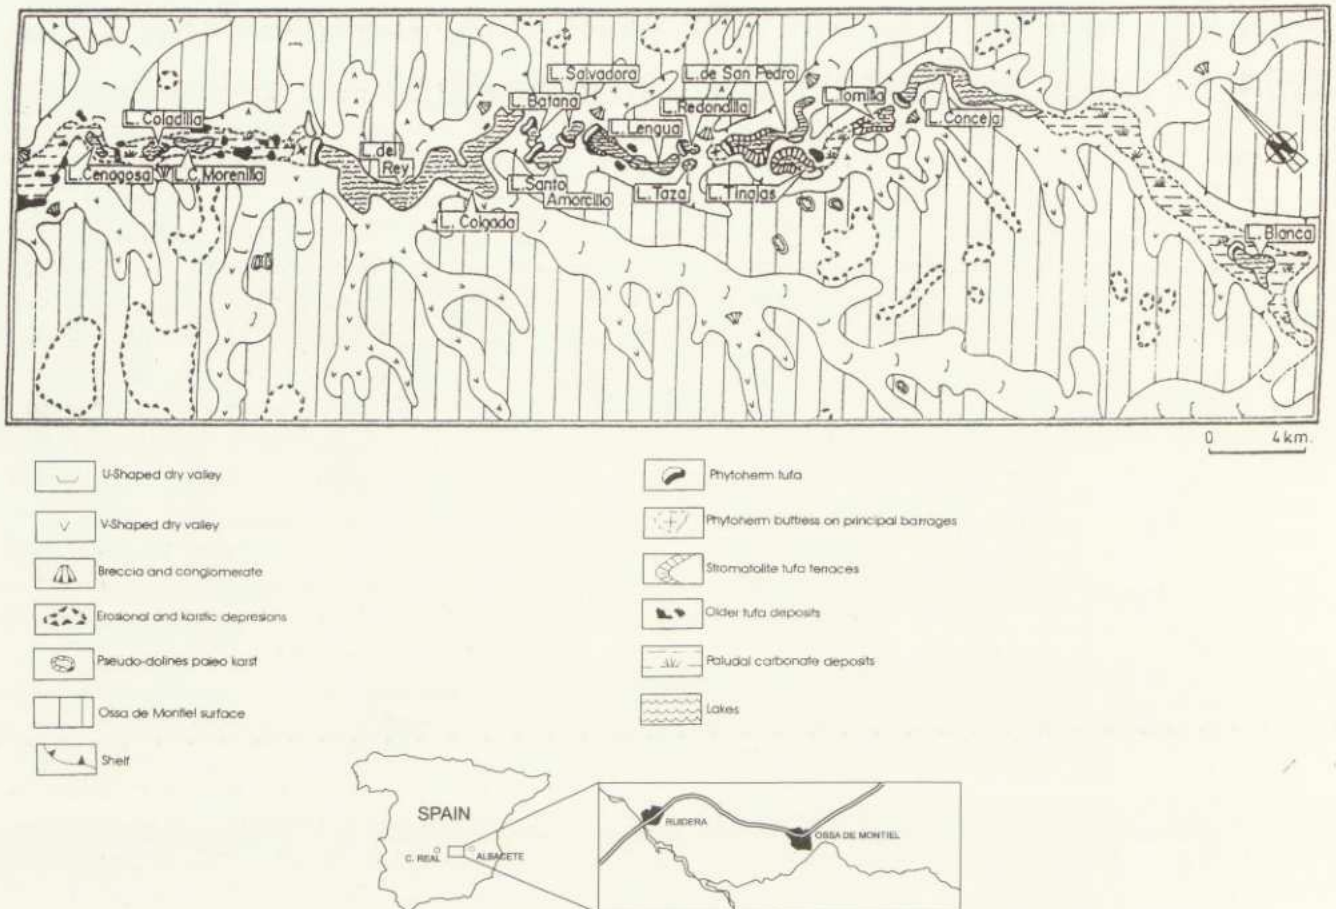 L. Salvadora
L. de San Pedro
L. Batana
L. Redondilla
L. Tomilla
L. Coladilla
L. Lengua
L. Conceja
L. del
Rey
L. Cenagosa
L.C. Morenilla
L. Santo
Amorcillo
L. Taza
L. Tinajas
L. Colgada
L. Blanca
0 4 km.
U-Shaped dry valley
V-Shaped dry valley
Breccia and conglomerate
Erosional and karstic depresions
Pseudo-dolines paleo karst
Ossa de Montiel surface
Shelf
Phytoherm tufa
Phytoherm buttress on principal barrages
Stromatolite tufa terraces
Older tufa deposits
Paludal carbonate deposits
Lakes
SPAIN
C. REAL
ALBACETE
RUIDERA
OSSA DE MONTIEL